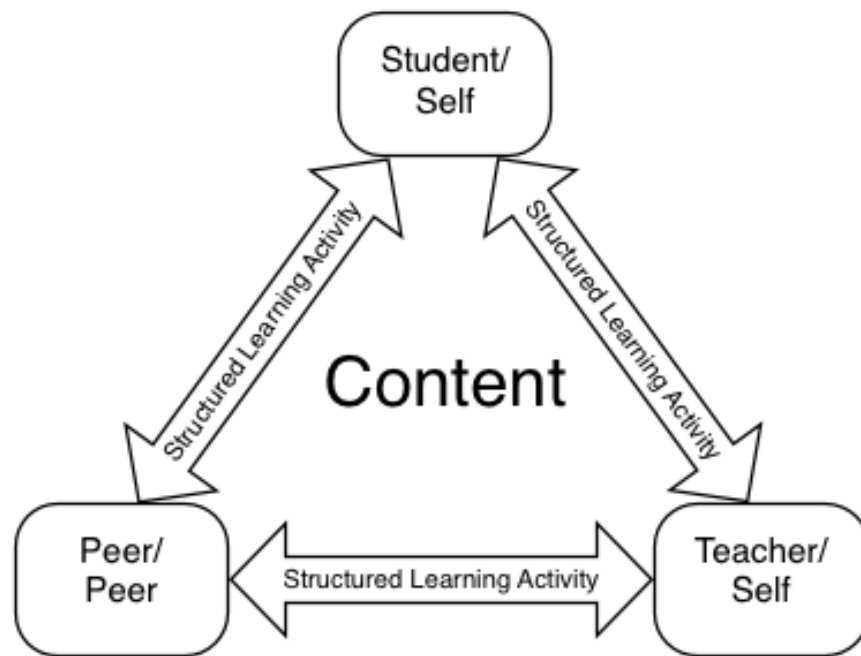 Student/
Self
Structured Learning Activity
Structured Learning Activity
Content
Peer/
Peer
Structured Learning Activity
Teacher/
Self